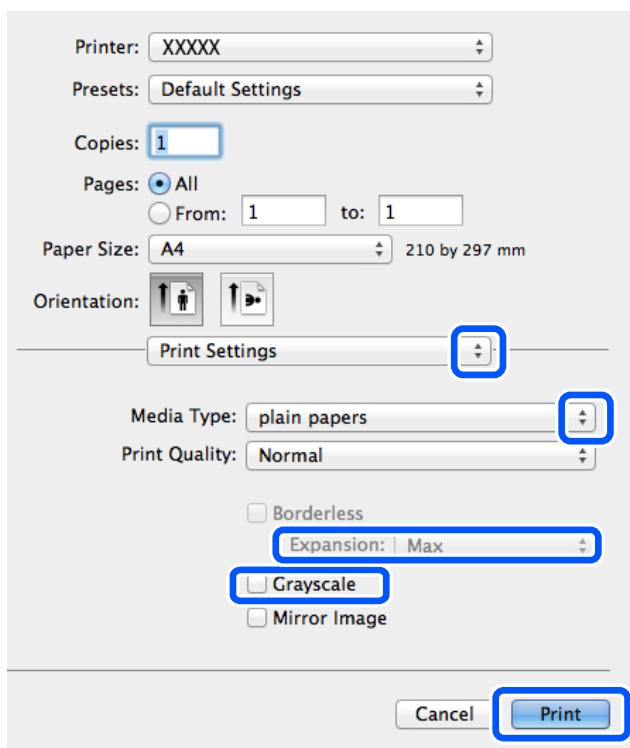 Printer: XXXXX
Presets: Default Settings
Copies: 1
Pages: All
From: 1 to: 1
Paper Size: A4 210 by 297 mm
Orientation:
Print Settings
Media Type: plain papers
Print Quality: Normal
Borderless
Expansion: Max
Grayscale
Mirror Image
Cancel Print